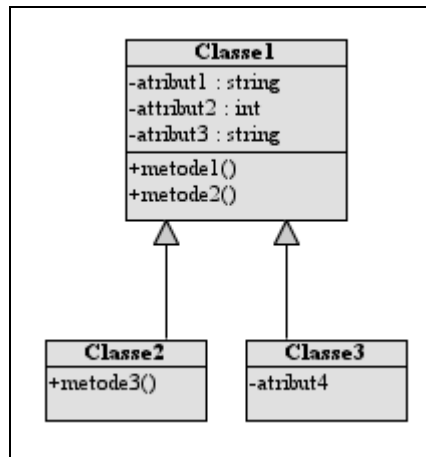 Classe1
-atribut1 : string
-attribut2 : int
-atribut3 : string
+metode1()
+metode2()
Classe2
+metode3()
Classe3
-atribut4